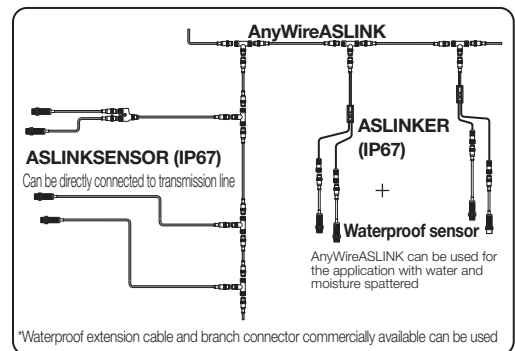 AnyWireASLINK
ASLINKSENSOR (IP67)
Can be directly connected to transmission line
ASLINKER
(IP67)
+
Waterproof sensor
AnyWireASLINK can be used for
the application with water and
moisture spattered
*Waterproof extension cable and branch connector commercially available can be used